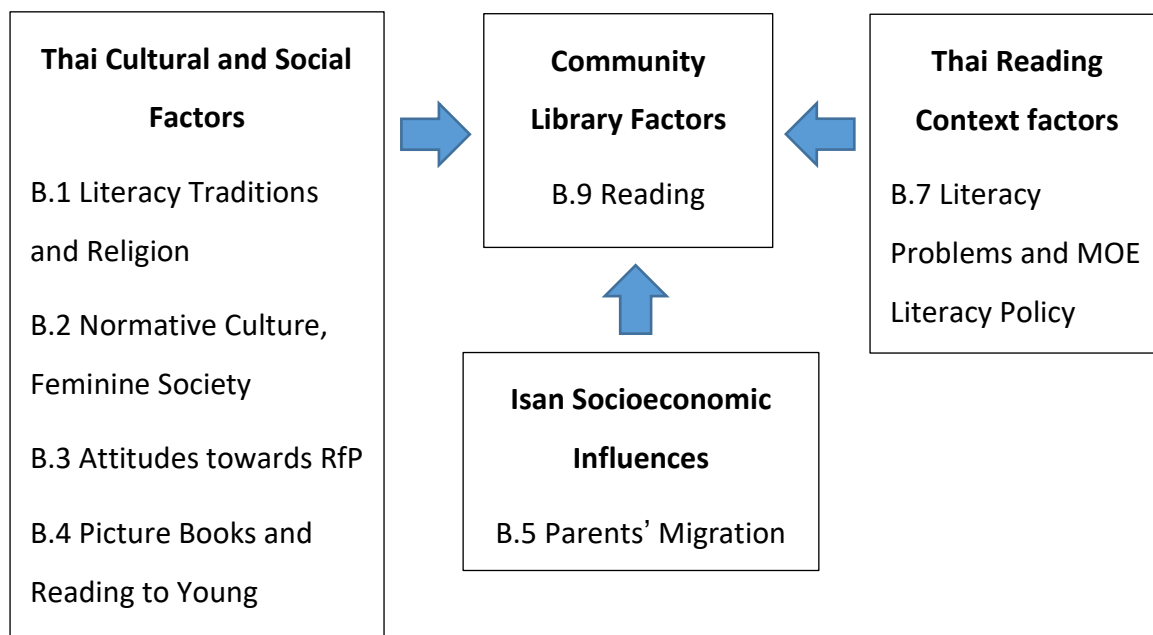 Thai Cultural and Social
Factors
B.1 Literacy Traditions
and Religion
B.2 Normative Culture,
Feminine Society
B.3 Attitudes towards RfP
B.4 Picture Books and
Reading to Young
Community
Library Factors
B.9 Reading
Isan Socioeconomic
Influences
B.5 Parents’ Migration
Thai Reading
Context factors
B.7 Literacy
Problems and MOE
Literacy Policy